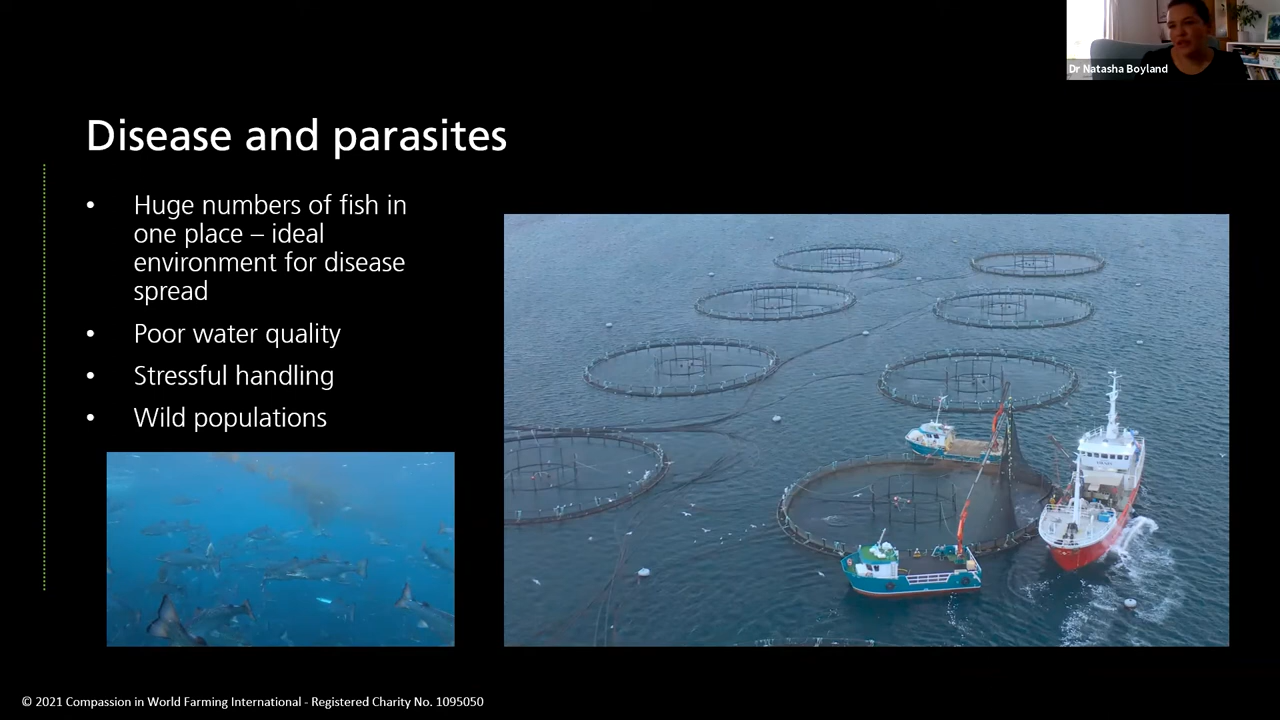 Dr Natasha Boyland
Disease and parasites
• Huge numbers of fish in
one place – ideal
environment for disease
spread
• Poor water quality
• Stressful handling
• Wild populations
© 2021 Compassion in World Farming International - Registered Charity No. 1095050